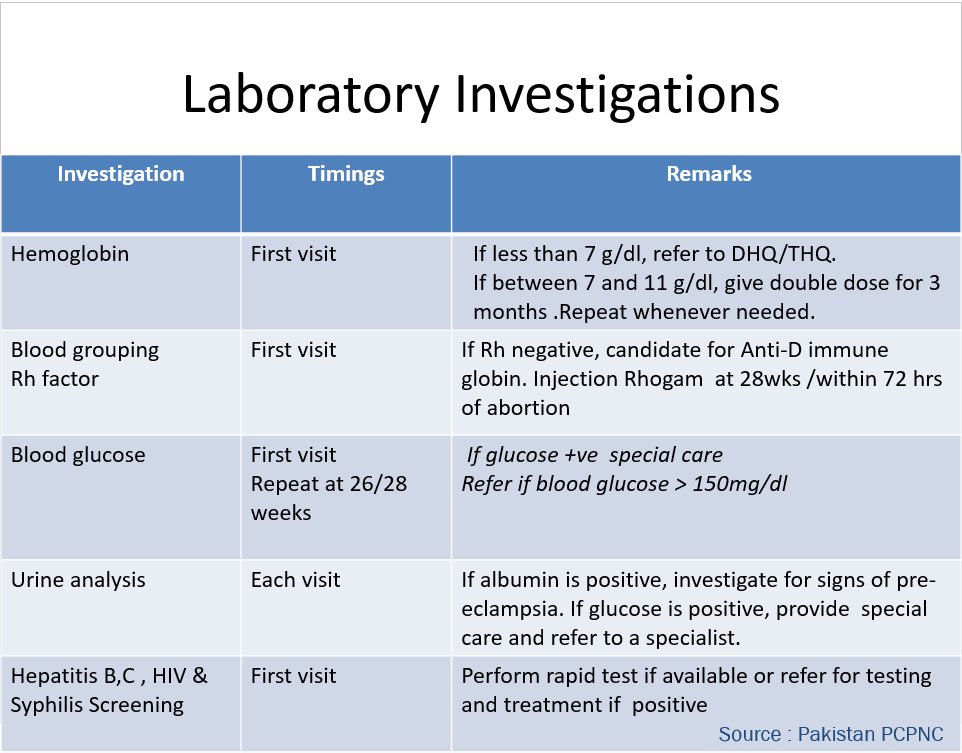 Laboratory Investigations
Investigation Timings Remarks
Hemoglobin First visit If less than 7 g/dl, refer to DHQ/THQ.
If between 7 and 11 g/dl, give double dose for 3
months .Repeat whenever needed.
Blood grouping First visit If Rh negative, candidate for Anti-D immune
Rh factor globin. Injection Rhogam at 28wks /within 72 hrs
of abortion
Blood glucose First visit If glucose +ve special care
Repeat at 26/28 Refer if blood glucose > 150mg/dl
weeks
Urine analysis Each visit If albumin is positive, investigate for signs of pre-
eclampsia. If glucose is positive, provide special
care and refer to a specialist.
Hepatitis B,C , HIV & First visit Perform rapid test if available or refer for testing
Syphilis Screening and treatment if positive
Source : Pakistan PCPNC